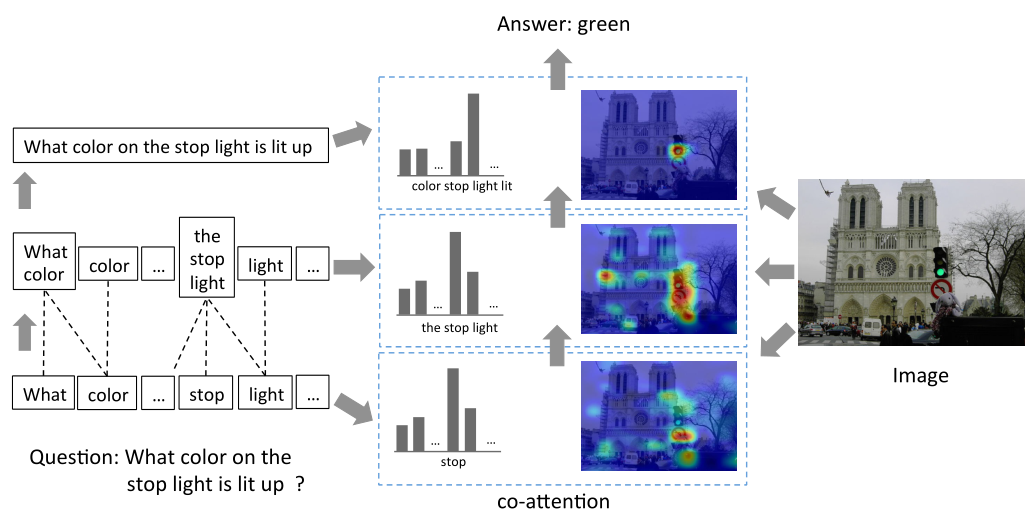 Answer: green
What color on the stop light is lit up
...
...
color stop light lit
What
color
color
...
the
stop
light
light
...
...
...
the stop light
What
color
...
stop
light
...
...
...
stop
Image
Question: What color on the
stop light is lit up ?
co-attention